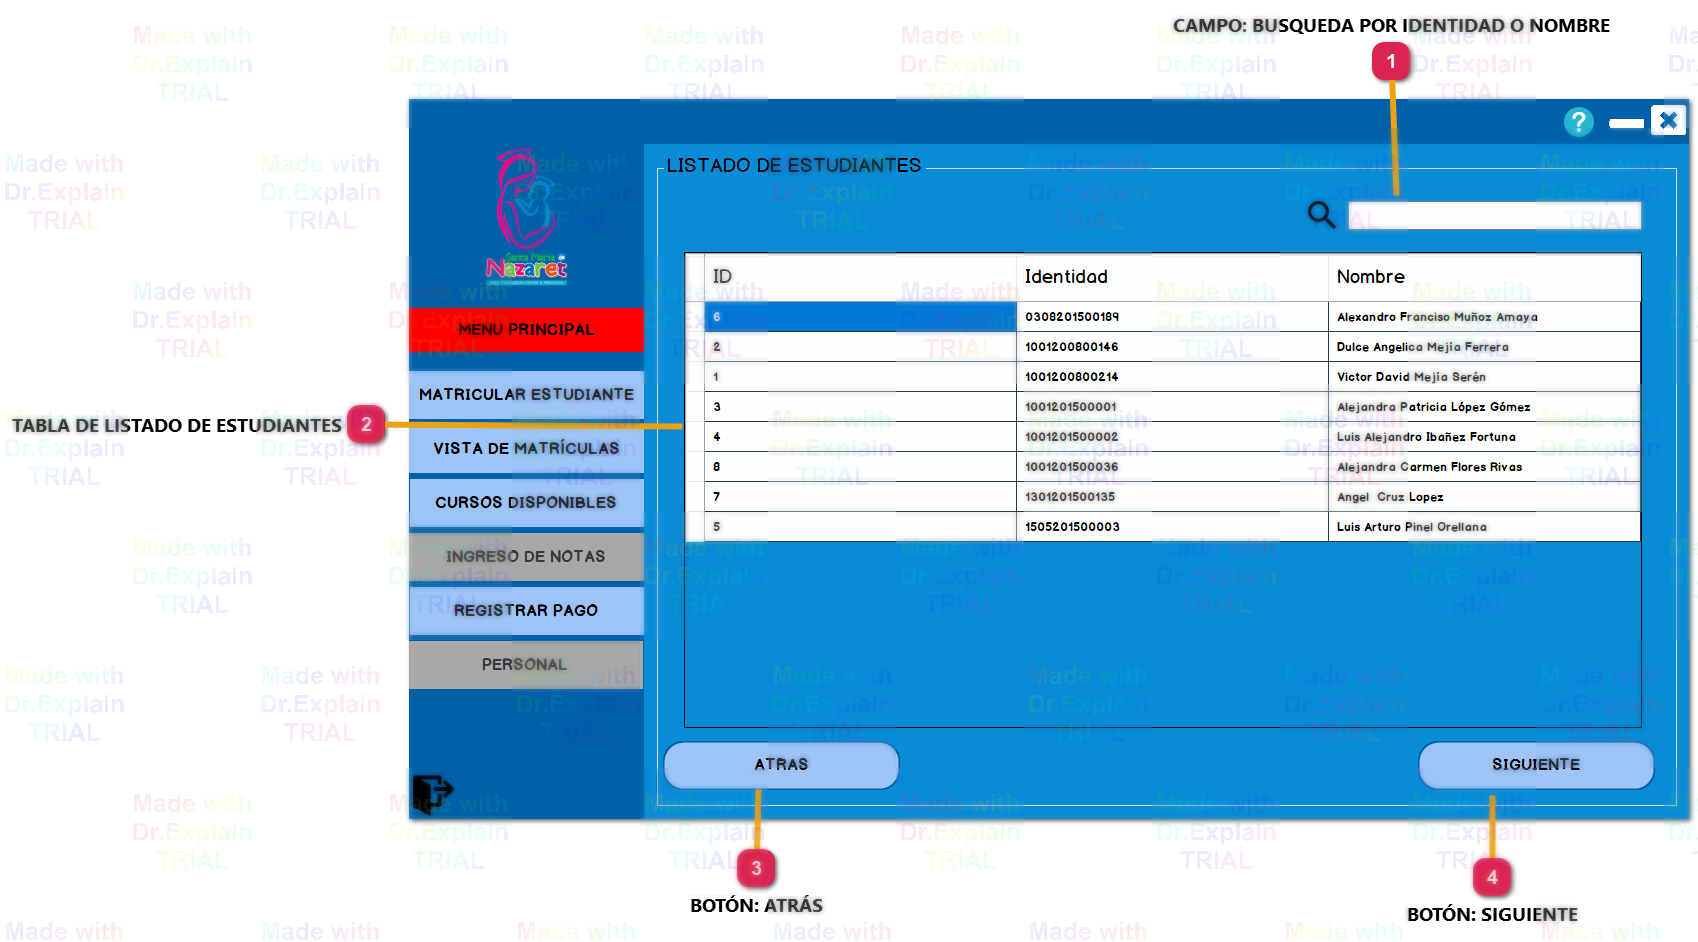 CAMPO: BUSQUEDA POR IDENTIDAD O NOMBRE
1
?
LISTADO DE ESTUDIANTES
Santa María de
Nazaret
MENU PRINCIPAL
MATRICULAR ESTUDIANTE
VISTA DE MATRÍCULAS
CURSOS DISPONIBLES
INGRESO DE NOTAS
REGISTRAR PAGO
PERSONAL
TABLA DE LISTADO DE ESTUDIANTES 2
ID Identidad Nombre
6 0308201500189 Alexandro Franciso Muñoz Amaya
2 1001200800146 Dulce Angelica Mejía Ferrera
1 1001200800214 Victor David Mejía Serén
3 1001201500001 Alejandra Patricia López Gómez
4 1001201500002 Luis Alejandro Ibañez Fortuna
8 1001201500036 Alejandra Carmen Flores Rivas
7 1301201500135 Angel Cruz Lopez
5 1505201500003 Luis Arturo Pinel Orellana
ATRAS
SIGUIENTE
3
BOTÓN: ATRÁS
4
BOTÓN: SIGUIENTE
Made with
Dr.Explain
TRIAL